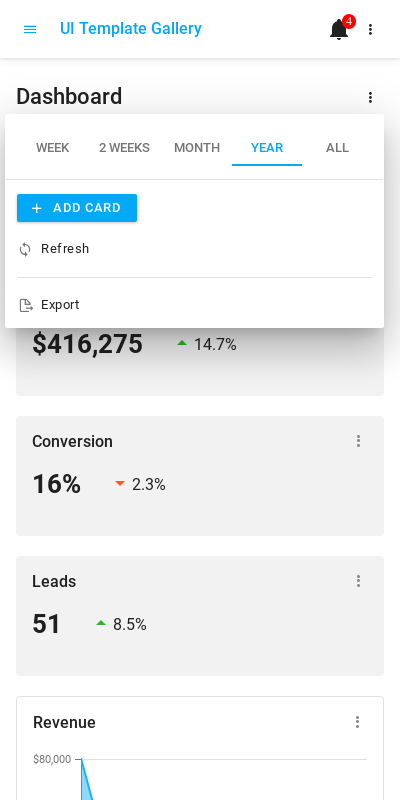 UI Template Gallery
4
Dashboard
WEEK 2 WEEKS MONTH YEAR ALL
ADD CARD
Refresh
Export
$416,275 14.7%
Conversion
16% 2.3%
Leads
51 8.5%
Revenue
$80,000